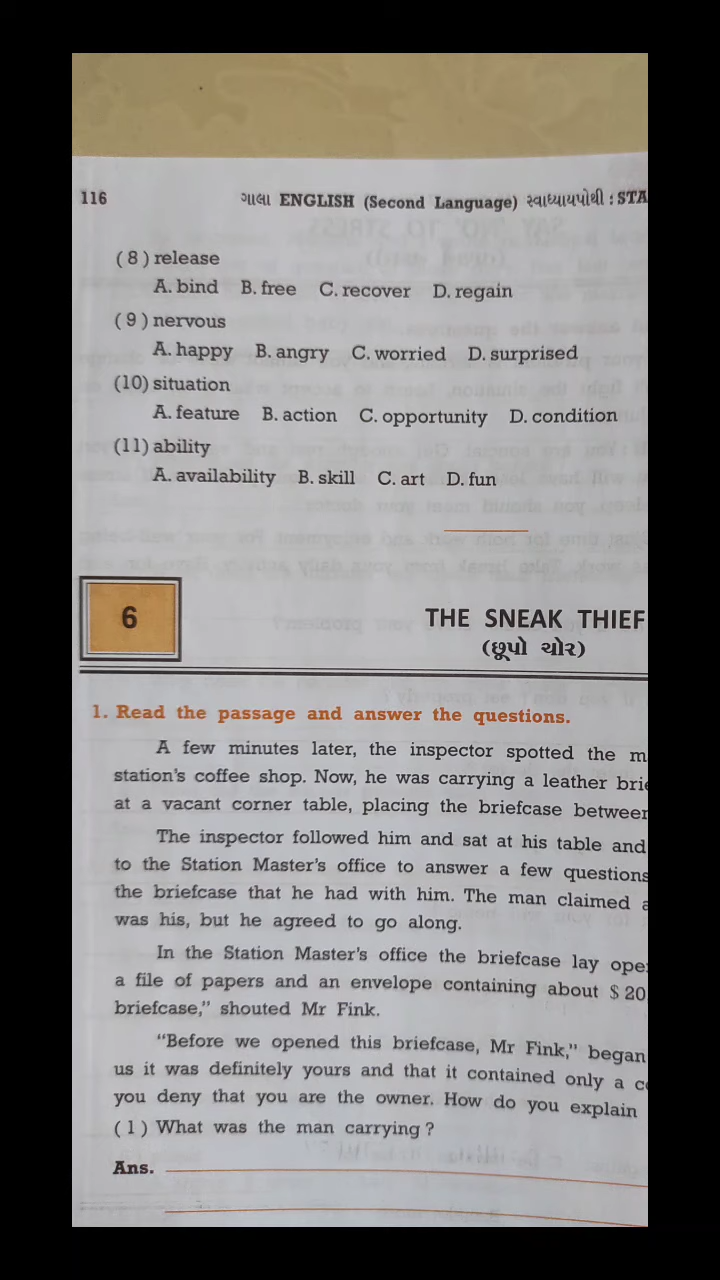 116 ગાલા ENGLISH (Second Language) સ્વાધ્યાયપોથી : STA
( 8 ) release
A. bind B. free C. recover D. regain
( 9 ) nervous
A. happy B. angry C. worried D. surprised
(10) situation
A. feature B. action C. opportunity D. condition
(11) ability
A. availability B. skill C. art D. fun
6 THE SNEAK THIEF
(છૂપો ચોર)
1. Read the passage and answer the questions.
A few minutes later, the inspector spotted the m
station's coffee shop. Now, he was carrying a leather brie
at a vacant corner table, placing the briefcase between
The inspector followed him and sat at his table and
to the Station Master's office to answer a few questions
the briefcase that he had with him. The man claimed a
was his, but he agreed to go along.
In the Station Master's office the briefcase lay ope
a file of papers and an envelope containing about $ 20
briefcase," shouted Mr Fink.
"Before we opened this briefcase, Mr Fink," began
us it was definitely yours and that it contained only a c
you deny that you are the owner. How do you explain
( 1 ) What was the man carrying ?
Ans.